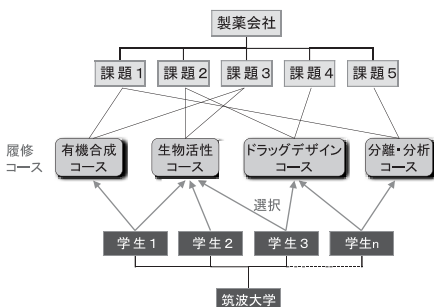 製薬会社
課題1 課題2 課題3 課題4 課題5
履修
コース
有機合成
コース
生物活性
コース
ドラッグデザイン
コース
分離・分析
コース
選択
学生1 学生2 学生3 学生n
筑波大学